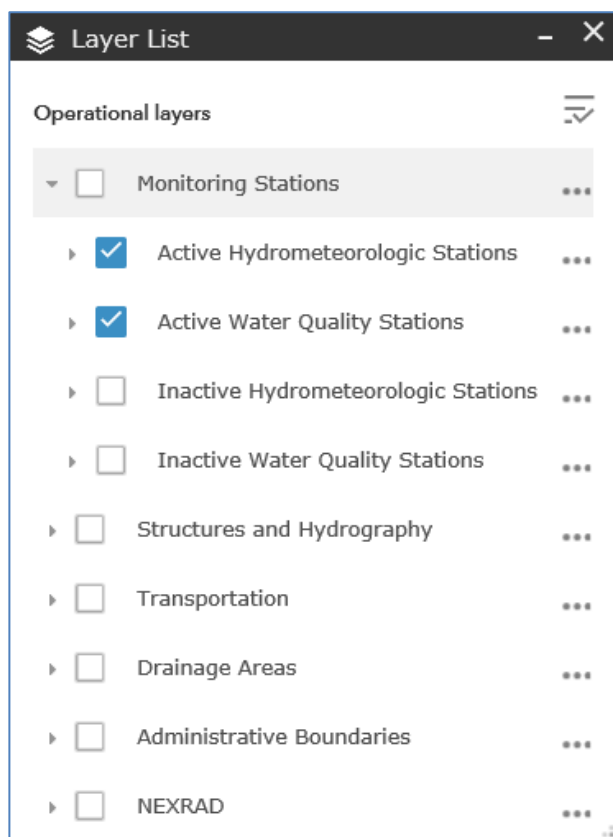 Layer List
Operational layers
Monitoring Stations
Active Hydrometeorologic Stations
Active Water Quality Stations
Inactive Hydrometeorologic Stations
Inactive Water Quality Stations
Structures and Hydrography
Transportation
Drainage Areas
Administrative Boundaries
NEXRAD